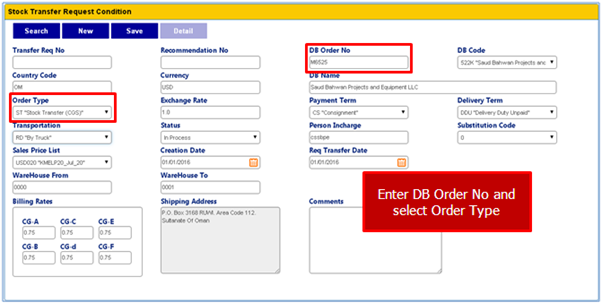 Stock Transfer Request Condition
Search New Save Detail
Transfer Req No Recommendation No DB Order No DB Code
M6525 522K "Saud Bahwan Projects anc
Country Code Currency DB Name
OM USD Saud Bahwan Projects and Equipment LLC
Order Type Exchange Rate Payment Term Delivery Term
ST "Stock Transfer (CGS)" 1.0 CS "Consignment" DDU "Delivery Duty Unpaid"
Transportation Status Person Incharge Substitution Code
RD "By Truck" In Process cssbpe 0
Sales Price List Creation Date Req Transfer Date
USD020 "KMELP20_Jul_20" 01/01/2016 01/01/2016
WareHouse From WareHouse To
0000 0001
Enter DB Order No and
select Order Type
Billing Rates Shipping Address Comments
CG-A CG-C CG-E
0.75 0.75 0.75
CG-B CG-d CG-F
0.75 0.75 0.75
P.O. Box 3168 RUWI. Area Code 112.
Sultanate Of Oman